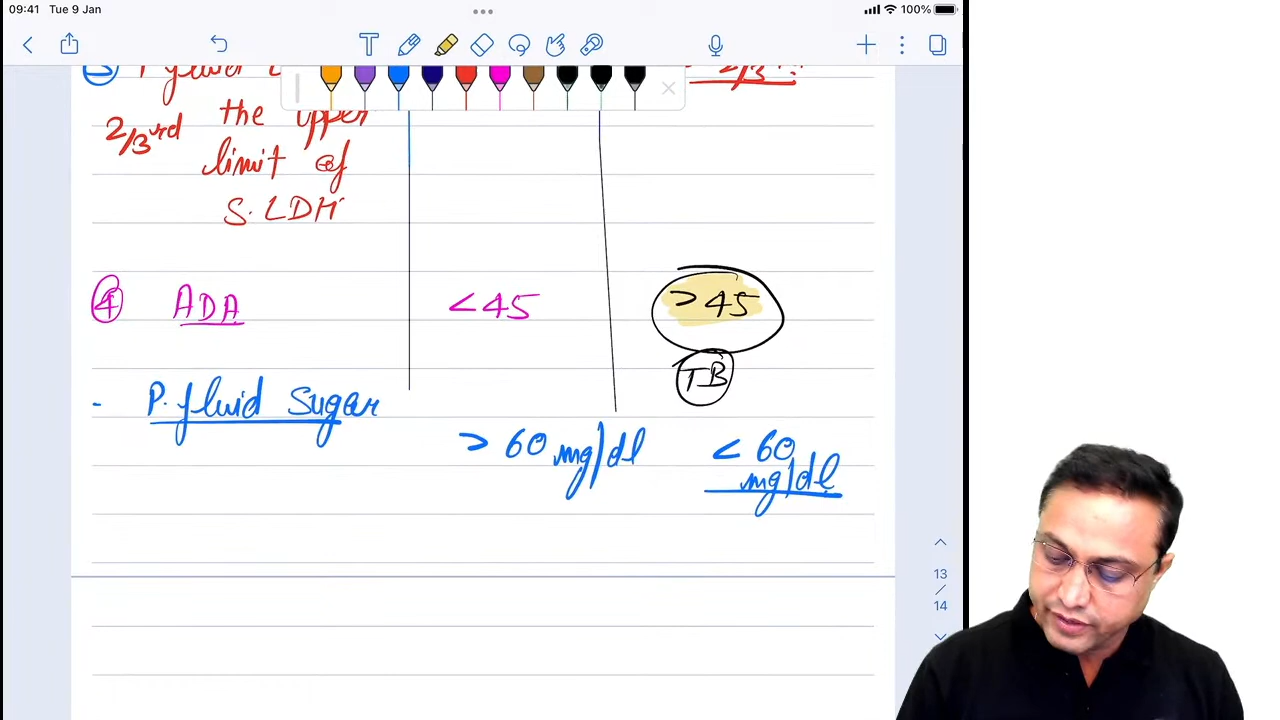 09:41 Tue 9 Jan
100%
T
2/3rd the upper
limit of
S. LDH
4 ADA <45 >45
TB
- P. fluid Sugar
> 60 mg/dl < 60
mg/dl
13
/
14